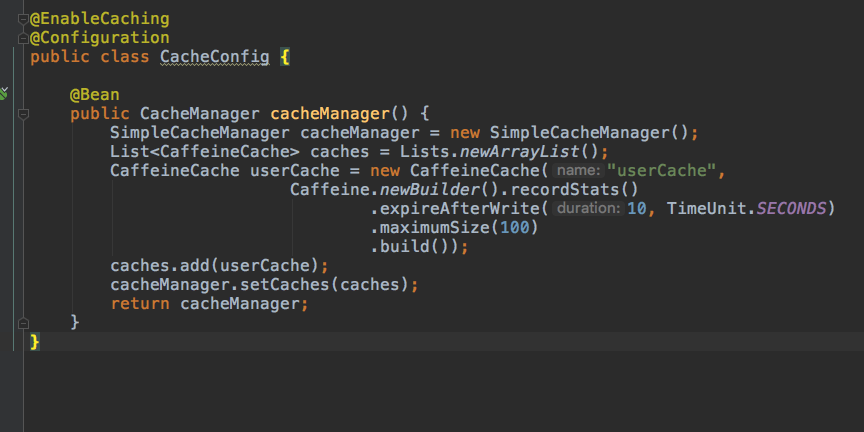 @EnableCaching
@Configuration
public class CacheConfig {
@Bean
public CacheManager cacheManager() {
SimpleCacheManager cacheManager = new SimpleCacheManager();
List<CaffeineCache> caches = Lists.newArrayList();
CaffeineCache userCache = new CaffeineCache( name: "userCache",
Caffeine.newBuilder().recordStats()
.expireAfterWrite( duration: 10, TimeUnit.SECONDS)
.maximumSize(100)
.build());
caches.add(userCache);
cacheManager.setCaches(caches);
return cacheManager;
}
}